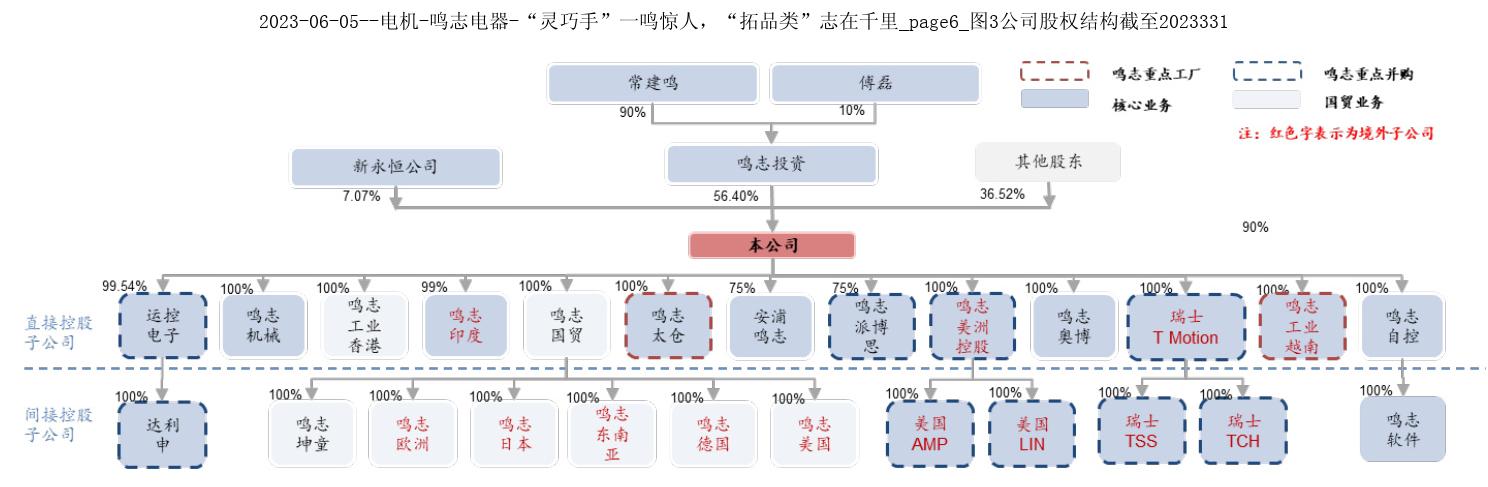 2023-06-05--电机-鸣志电器-“灵巧手”一鸣惊人，“拓品类”志在千里_page6_图3公司股权结构截至2023331
常建鸣
傅磊
鸣志重点工厂
鸣志重点并购
核心业务
国贸业务
注：红色字表示为境外子公司
90%
10%
新永恒公司
鸣志投资
其他股东
7.07%
56.40%
36.52%
本公司
90%
99.54%
100%
100%
99%
100%
100%
75%
75%
100%
100%
100%
100%
100%
直接控股
子公司
运控
电子
鸣志
机械
鸣志
工业
香港
鸣志
印度
鸣志
国贸
鸣志
太仓
安浦
鸣志
鸣志
派博
思
鸣志
美洲
控股
鸣志
奥博
瑞士
T Motion
鸣志
工业
越南
鸣志
自控
100%
100%
100%
100%
100%
100%
100%
100%
100%
100%
100%
100%
间接控股
子公司
达利
申
鸣志
坤童
鸣志
欧洲
鸣志
日本
鸣志
东南
亚
鸣志
德国
鸣志
美国
美国
AMP
美国
LIN
瑞士
TSS
瑞士
TCH
鸣志
软件